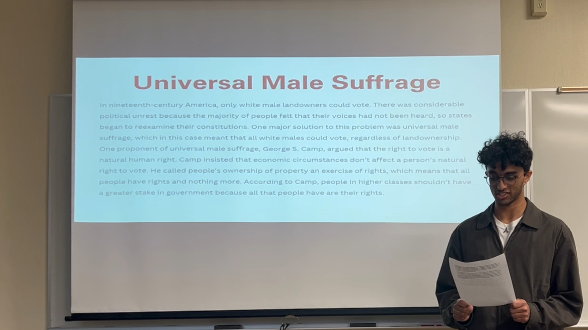 Universal Male Suffrage
In nineteenth-century America, only white male landowners could vote. There was considerable
political unrest because the majority of people felt that their voices had not been heard, so states
began to reexamine their constitutions. One major solution to this problem was universal male
suffrage, which in this case meant that all white males could vote, regardless of landownership.
One proponent of universal male suffrage, George S. Camp, argued that the right to vote is a
natural human right. Camp insisted that economic circumstances don't affect a person's natural
right to vote. He called people's ownership of property an exercise of rights, which means that all
people have rights and nothing more. According to Camp, people in higher classes shouldn't have
a greater stake in government because all that people have are their rights.